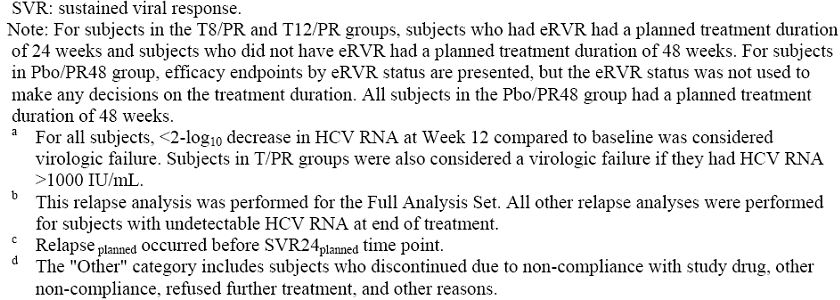 SVR: sustained viral response.
Note: For subjects in the T8/PR and T12/PR groups, subjects who had eRVR had a planned treatment duration
of 24 weeks and subjects who did not have eRVR had a planned treatment duration of 48 weeks. For subjects
in Pbo/PR48 group, efficacy endpoints by eRVR status are presented, but the eRVR status was not used to
make any decisions on the treatment duration. All subjects in the Pbo/PR48 group had a planned treatment
duration of 48 weeks.
a For all subjects, <2-log10 decrease in HCV RNA at Week 12 compared to baseline was considered
virologic failure. Subjects in T/PR groups were also considered a virologic failure if they had HCV RNA
>1000 IU/mL.
b This relapse analysis was performed for the Full Analysis Set. All other relapse analyses were performed
for subjects with undetectable HCV RNA at end of treatment.
c Relapse planned occurred before SVR24planned time point.
d The "Other" category includes subjects who discontinued due to non-compliance with study drug, other
non-compliance, refused further treatment, and other reasons.